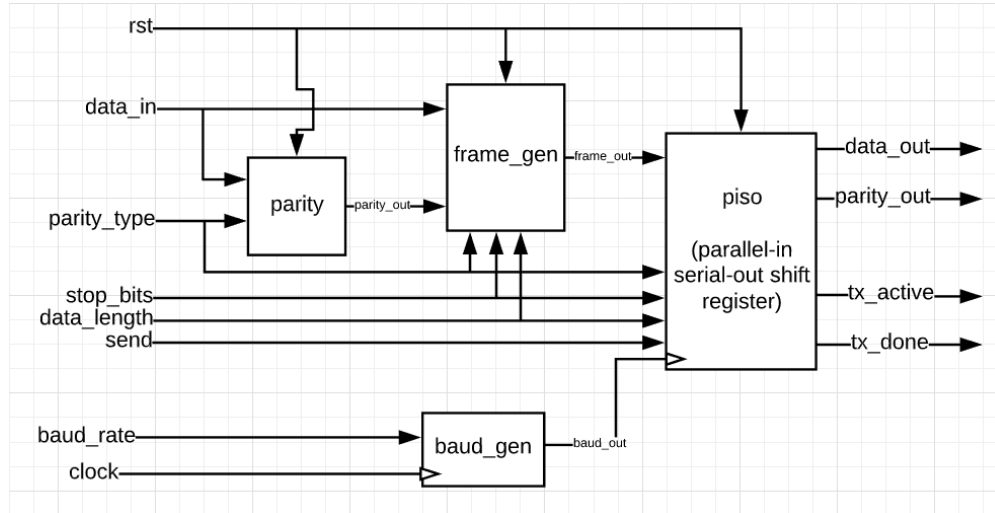 rst
data_in
parity_type
stop_bits
data_length
send
baud_rate
clock
parity
parity_out
frame_gen
frame_out
piso
(parallel-in
serial-out shift
register)
data_out
parity_out
tx_active
tx_done
baud_gen
baud_out